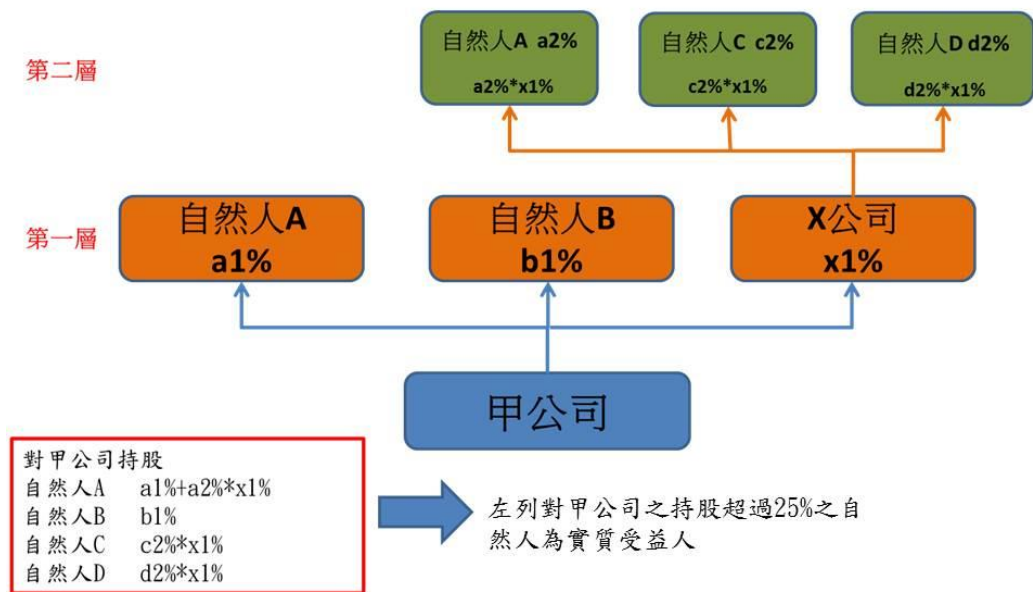 第二層
自然人A a2%
a2%*x1%
自然人C c2%
c2%*x1%
自然人D d2%
d2%*x1%
第一層
自然人A
a1%
自然人B
b1%
X公司
x1%
甲公司
對甲公司持股
自然人A a1%+a2%*x1%
自然人B b1%
自然人C c2%*x1%
自然人D d2%*x1%
左列對甲公司之持股超過25%之自
然人為實質受益人